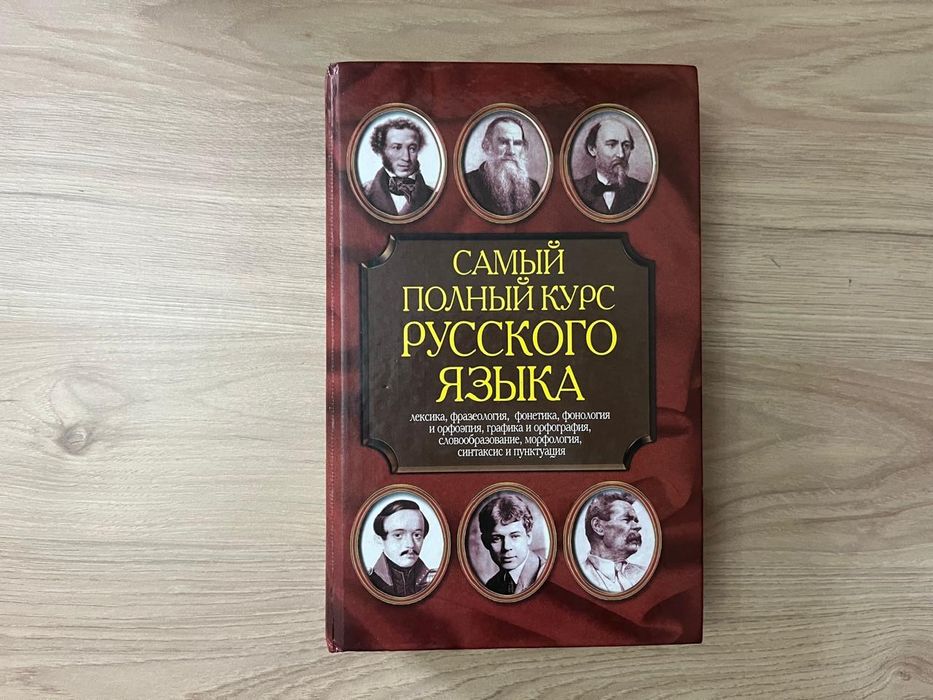 САМЫЙ
ПОЛНЫЙ КУРС
РУССКОГО
ЯЗЫКА
лексика, фразеология, фонетика, фонология
и орфоэпия, графика и орфография,
словообразование, морфология,
синтаксис и пунктуация